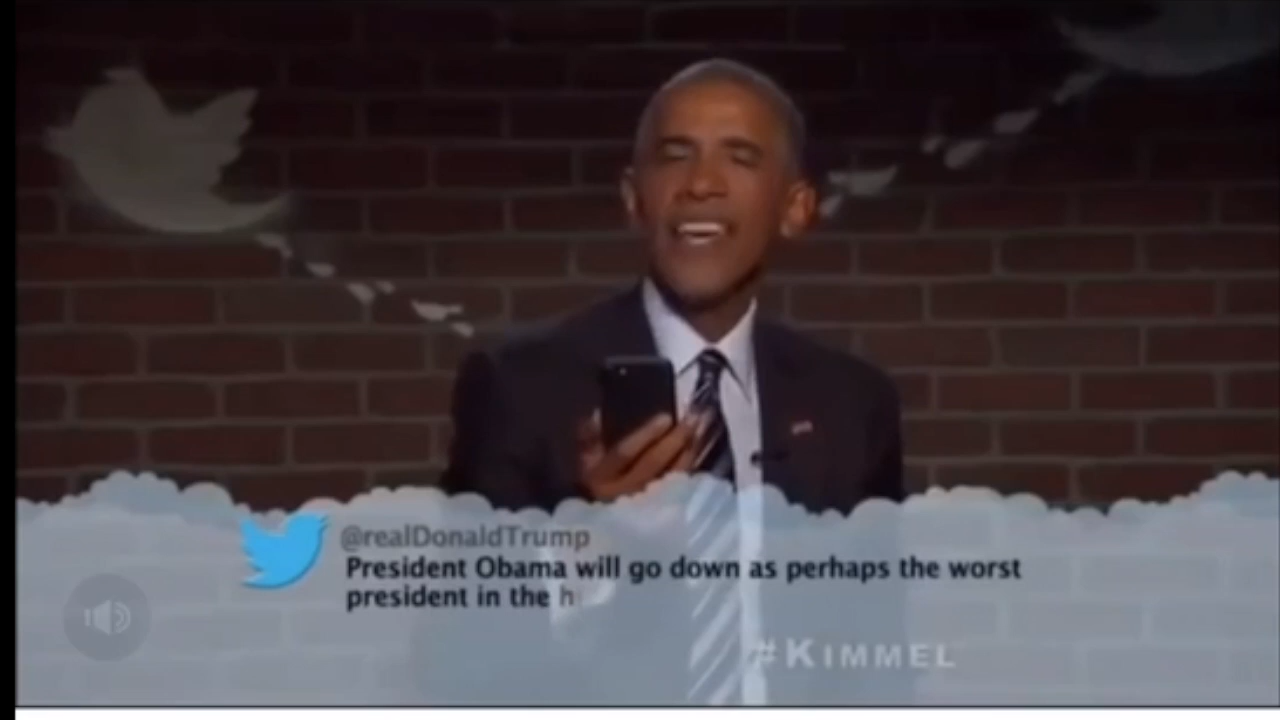 @realDonaldTrump
President Obama will go down as perhaps the worst
president in the h
#KIMMEL